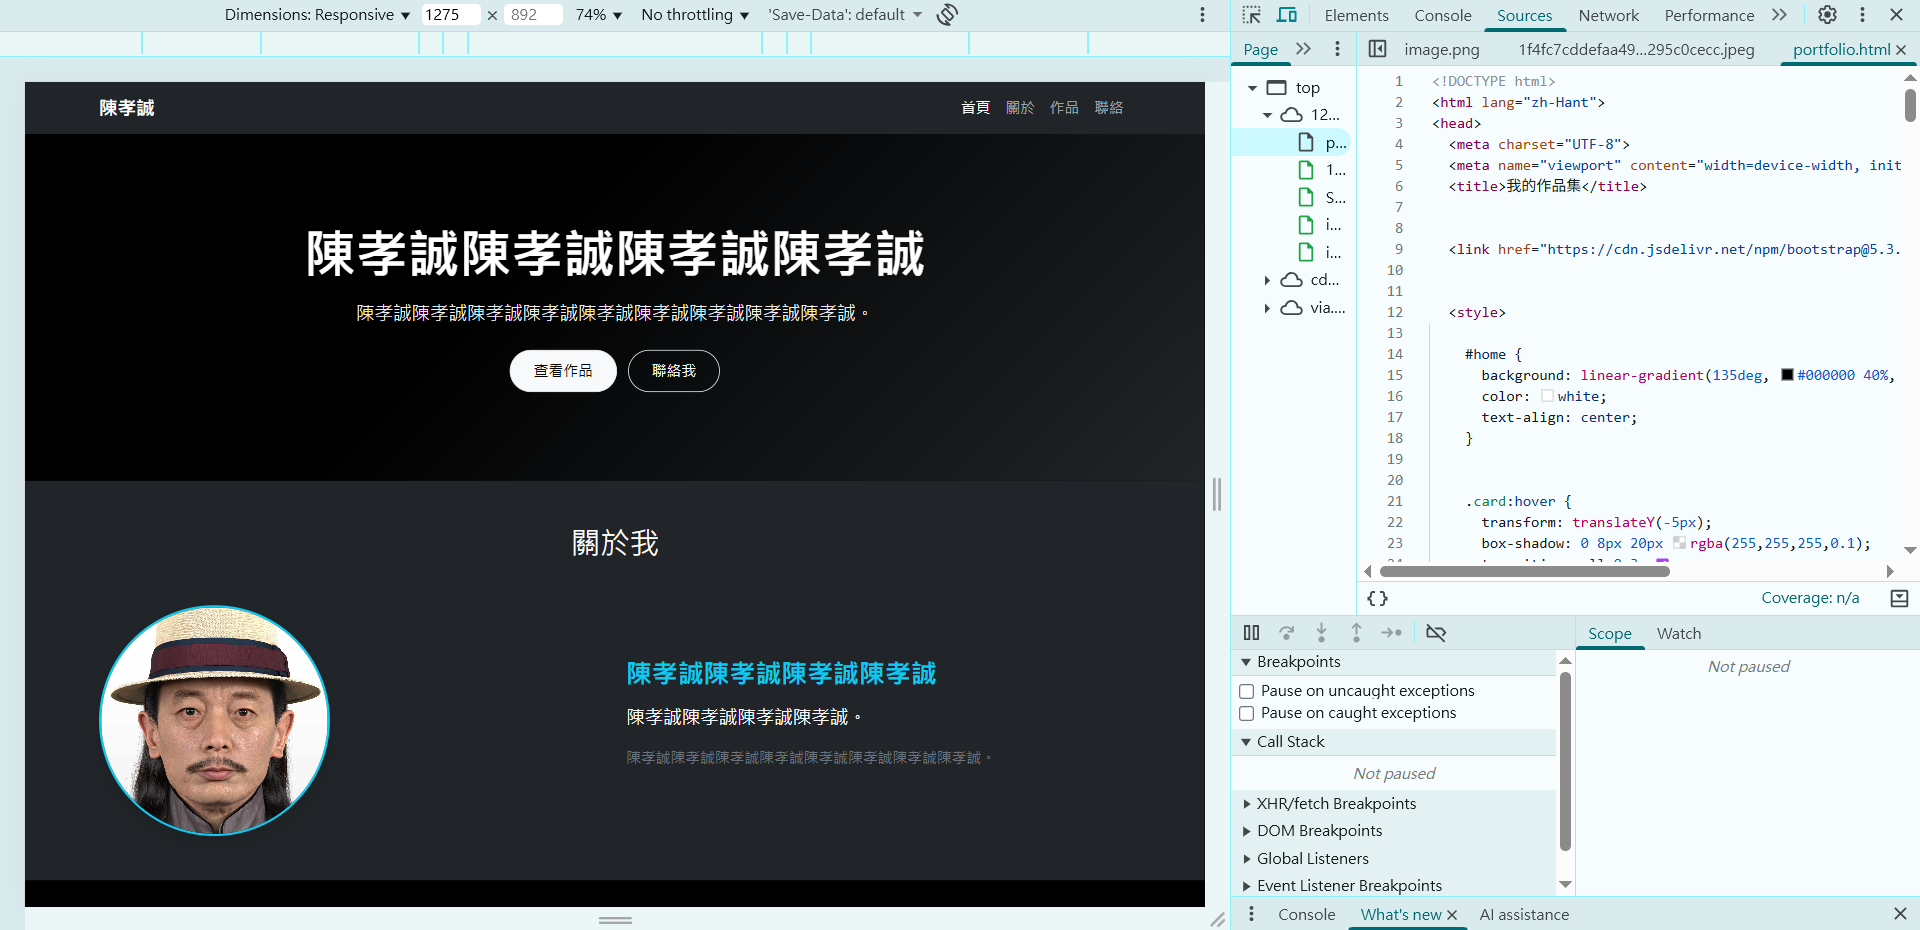 Dimensions: Responsive ▼ 1275 × 892 74% ▼ No throttling ▼ 'Save-Data': default
陳孝誠
首頁 關於 作品 聯絡
陳孝誠陳孝誠陳孝誠陳孝誠
陳孝誠陳孝誠陳孝誠陳孝誠陳孝誠陳孝誠陳孝誠陳孝誠陳孝誠。
查看作品 聯絡我
關於我
陳孝誠陳孝誠陳孝誠陳孝誠
陳孝誠陳孝誠陳孝誠陳孝誠。
陳孝誠陳孝誠陳孝誠陳孝誠陳孝誠陳孝誠陳孝誠陳孝誠。
Elements Console Sources Network Performance
Page
image.png 1f4fc7cddefaa49...295c0cecc.jpeg portfolio.html
top
12...
p...
1...
S...
i...
i...
cd...
via....
1 <!DOCTYPE html>
2 <html lang="zh-Hant">
3 <head>
4 <meta charset="UTF-8">
5 <meta name="viewport" content="width=device-width, init
6 <title>我的作品集</title>
7
8
9 <link href="https://cdn.jsdelivr.net/npm/bootstrap@5.3.
10
11
12 <style>
13
14 #home {
15 background: linear-gradient(135deg, #000000 40%,
16 color: white;
17 text-align: center;
18 }
19
20
21 .card:hover {
22 transform: translateY(-5px);
23 box-shadow: 0 8px 20px rgba(255,255,255,0.1);
{ }
Coverage: n/a
Breakpoints
Pause on uncaught exceptions
Pause on caught exceptions
Call Stack
Not paused
XHR/fetch Breakpoints
DOM Breakpoints
Global Listeners
Event Listener Breakpoints
Scope Watch
Not paused
Console What's new AI assistance